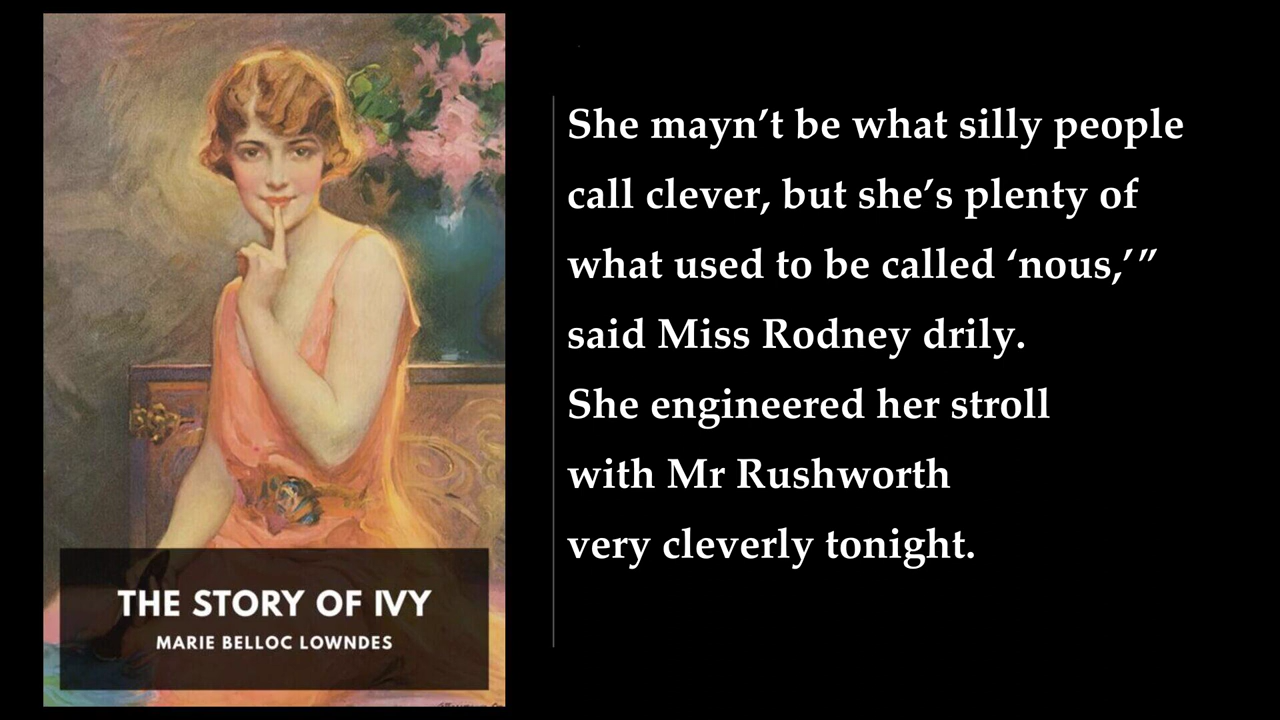 She mayn’t be what silly people
call clever, but she’s plenty of
what used to be called ‘nous,’”
said Miss Rodney drily.
She engineered her stroll
with Mr Rushworth
very cleverly tonight.
THE STORY OF IVY
MARIE BELLOC LOWNDES